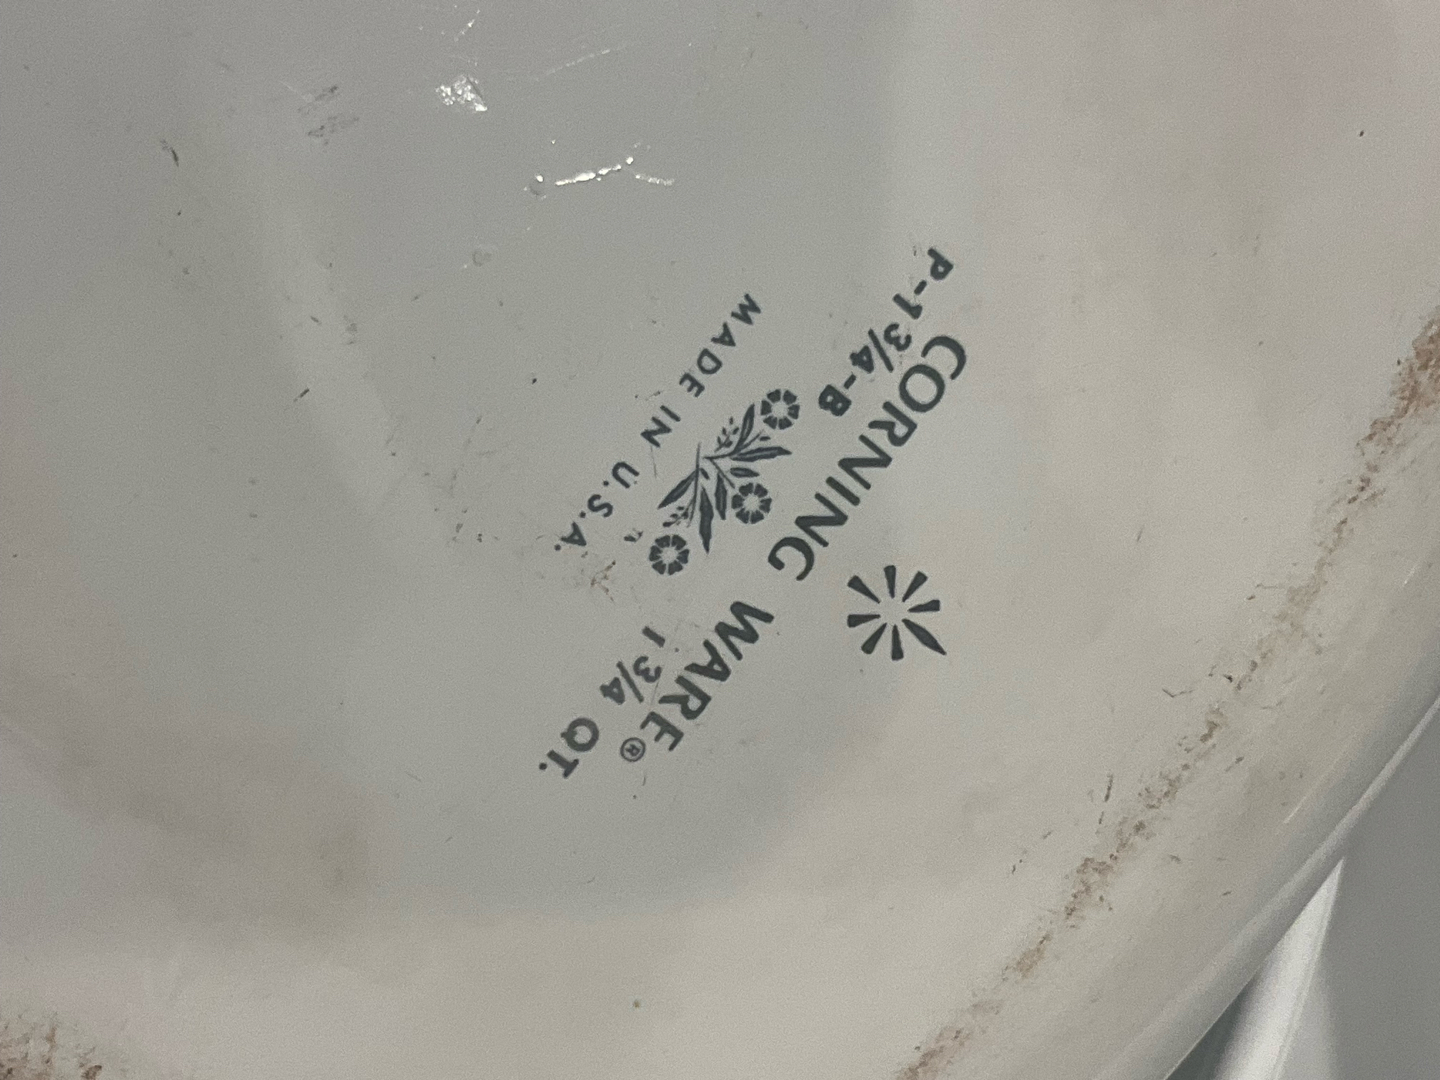 CORNING WARE®
P-1 3/4-B 1 3/4 QT.
MADE IN U.S.A.